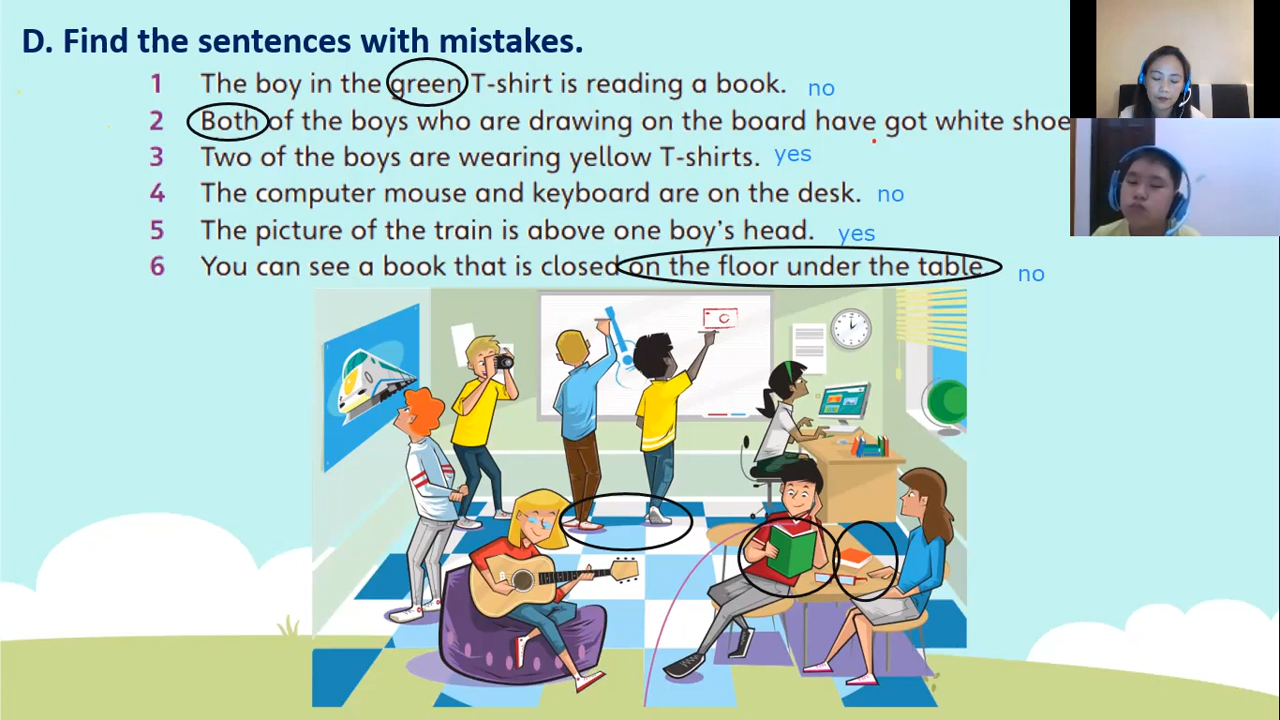 D. Find the sentences with mistakes.
1 The boy in the green T-shirt is reading a book. no
2 Both of the boys who are drawing on the board have got white shoe
3 Two of the boys are wearing yellow T-shirts. yes
4 The computer mouse and keyboard are on the desk. no
5 The picture of the train is above one boy's head. yes
6 You can see a book that is closed on the floor under the table. no